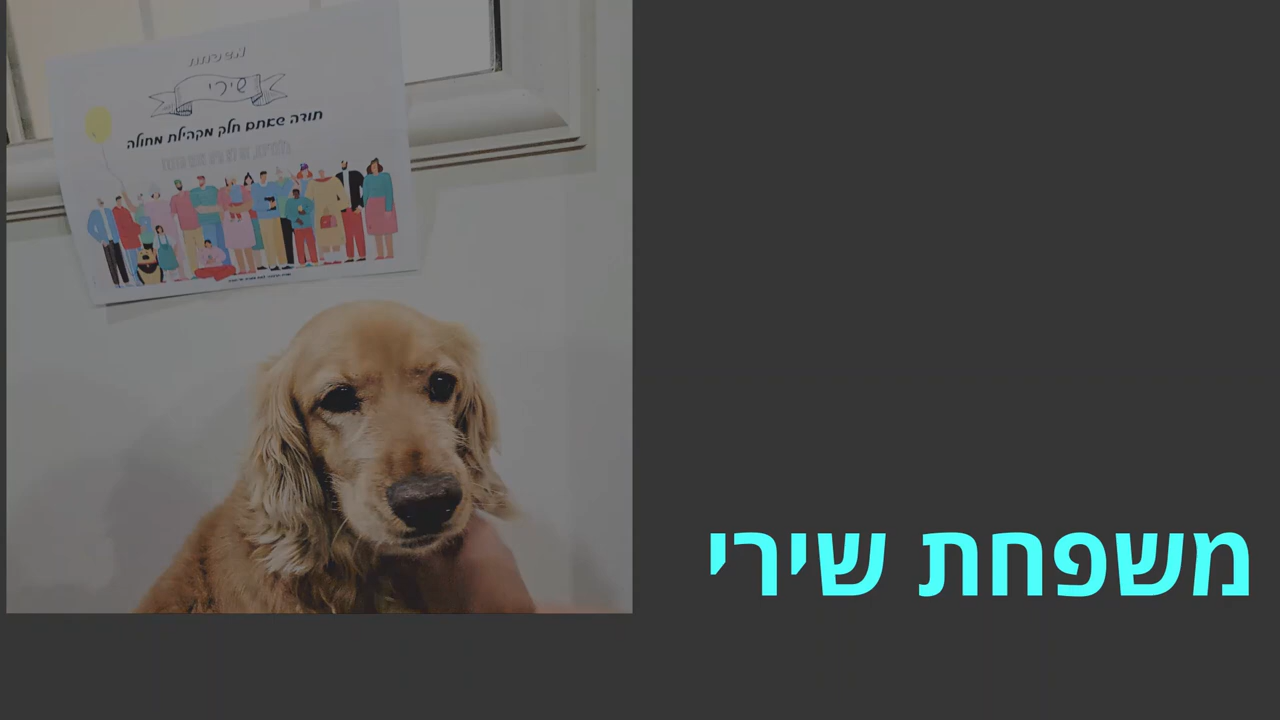 משפחת
שירי
תודה שאתם חלק מקהילת מחולה
משפחת שירי